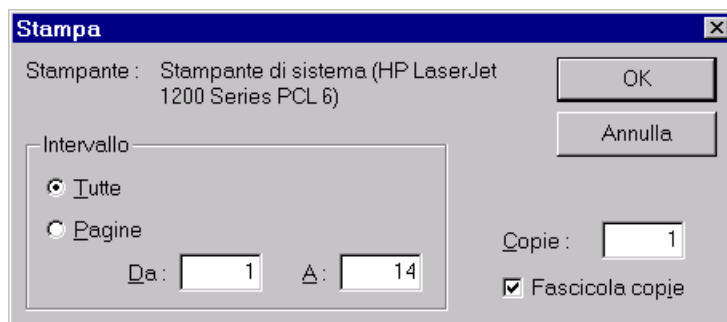 Stampa
Stampante : Stampante di sistema (HP LaserJet
1200 Series PCL 6)
OK
Annulla
Intervallo
Tutte
Pagine
Da : 1 A : 14
Copie : 1
Fascicola copie